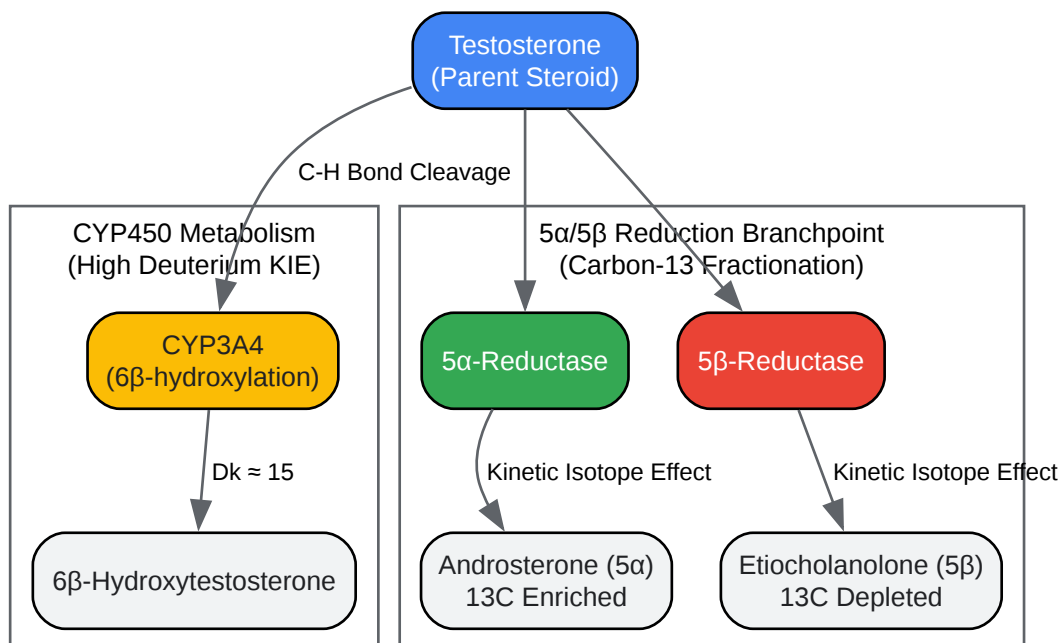 Testosterone
(Parent Steroid)
C-H Bond Cleavage
CYP450 Metabolism
(High Deuterium KIE)
5α/5β Reduction Branchpoint
(Carbon-13 Fractionation)
CYP3A4
(6β-hydroxylation)
5α-Reductase
5β-Reductase
Dk ≈ 15
Kinetic Isotope Effect
Kinetic Isotope Effect
6β-Hydroxytestosterone
Androsterone (5α)
13C Enriched
Etiocholanolone (5β)
13C Depleted